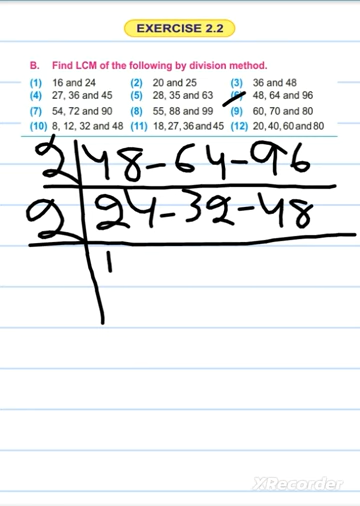 EXERCISE 2.2
B. Find LCM of the following by division method.
(1) 16 and 24 (2) 20 and 25 (3) 36 and 48
(4) 27, 36 and 45 (5) 28, 35 and 63 (6) 48, 64 and 96
(7) 54, 72 and 90 (8) 55, 88 and 99 (9) 60, 70 and 80
(10) 8, 12, 32 and 48 (11) 18, 27, 36 and 45 (12) 20, 40, 60 and 80
2 48 - 64 - 96
2 24 - 32 - 48
1
XRecorder